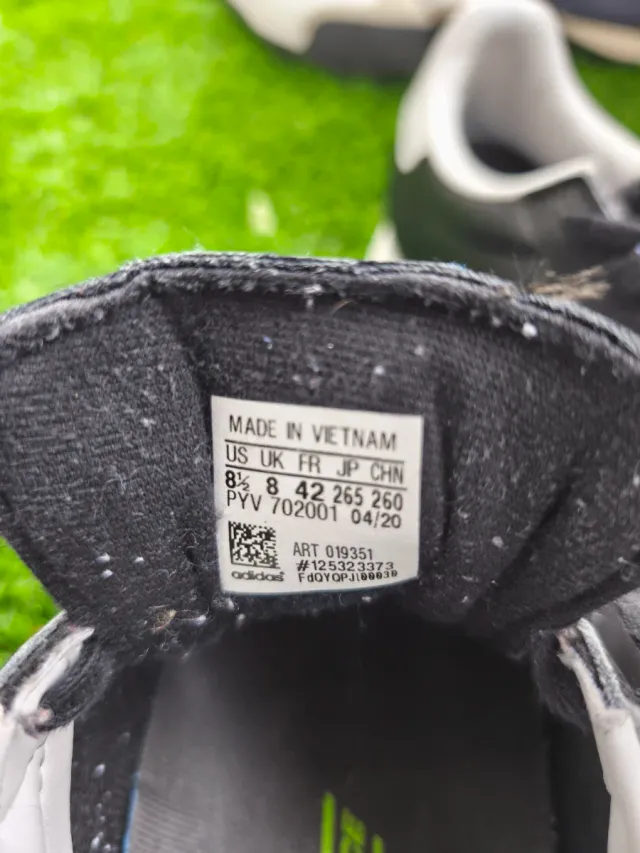 MADE IN VIETNAM
US UK FR JP CHN
8½ 8 42 265 260
PYV 702001 04/20
ART 019351
#125323373
adidas FdQYQPJl00030